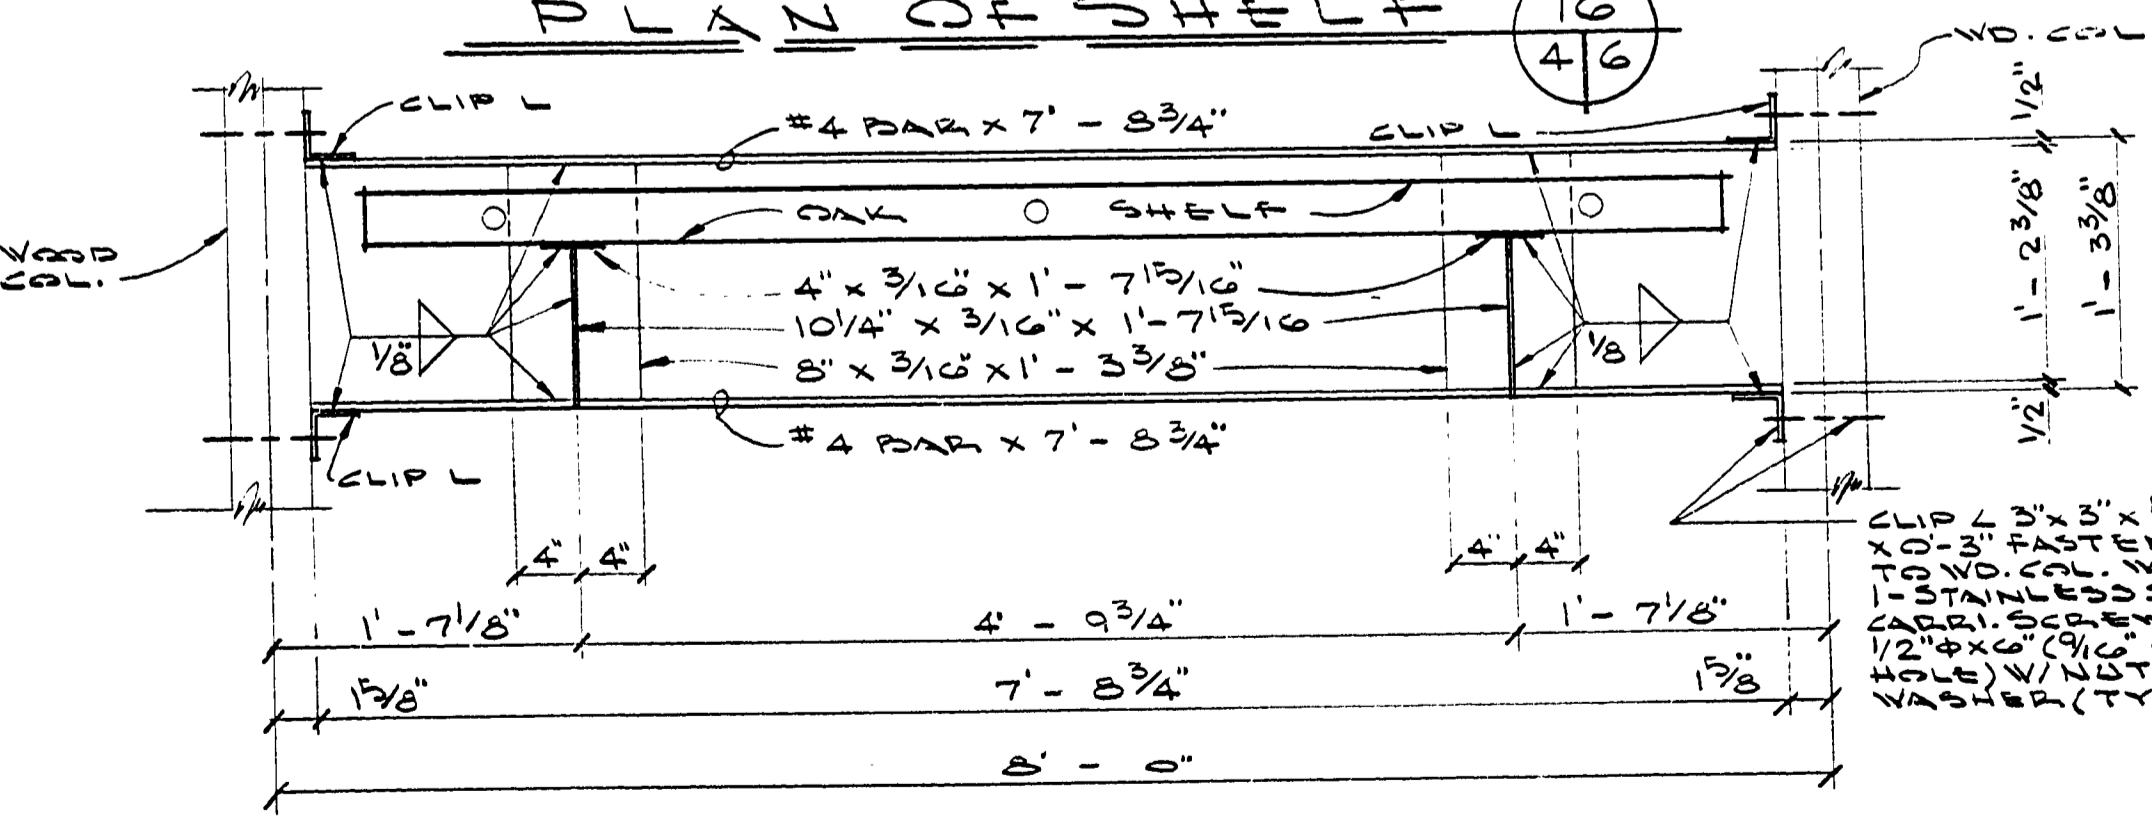 PLAN OF SHELF
16
4 6
WD. COL
CLIP L
#4 BAR x 7' - 8 3/4"
CLIP L
1/2"
OAK SHELF
WOOD
COL.
4" x 3/16" x 1' - 7 15/16"
10 1/4" x 3/16" x 1'-7 15/16
8" x 3/16" x 1' - 3 3/8"
1/8"
1/8
1' - 2 3/8"
1' - 3 3/8"
#4 BAR x 7' - 8 3/4"
1/2"
CLIP L
4" 4"
4" 4"
CLIP L 3" x 3" x
x 0'-3" FASTE
TO WD. COL. W
1-STAINLESS S
CARRI. SCREW
1/2"ϕ x 6" (9/16"
HOLE) W/ NUT
WASHER (TY
1' - 7 1/8"
4' - 9 3/4"
1' - 7 1/8"
1 5/8"
7' - 8 3/4"
1 5/8
8' - 0"